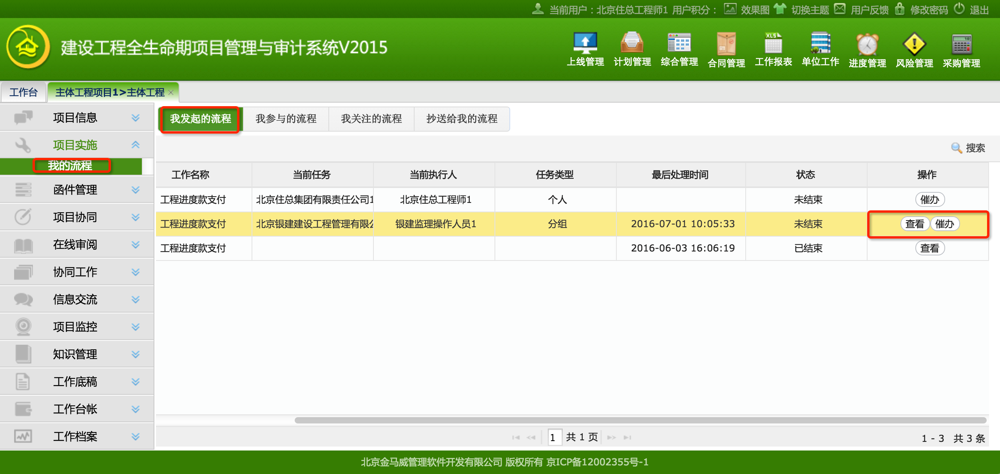 当前用户：北京住总工程师1 用户积分： 效果图 切换主题 用户反馈 修改密码 退出
建设工程全生命期项目管理与审计系统V2015
上线管理 计划管理 综合管理 合同管理 工作报表 单位工作 进度管理 风险管理 采购管理
XLS
工作台 主体工程项目1>主体工程
项目信息
项目实施
我的流程
函件管理
项目协同
在线审阅
协同工作
信息交流
项目监控
知识管理
工作底稿
工作台帐
工作档案
我发起的流程 我参与的流程 我关注的流程 抄送给我的流程
搜索
工作名称 当前任务 当前执行人 任务类型 最后处理时间 状态 操作
工程进度款支付 北京住总集团有限责任公司1 北京住总工程师1 个人 未结束 催办
工程进度款支付 北京银建建设工程管理有限公 银建监理操作人员1 分组 2016-07-01 10:05:33 未结束 查看 催办
工程进度款支付 2016-06-03 16:06:19 已结束 查看
1 共 1 页
1 - 3 共 3 条
北京金马威管理软件开发有限公司 版权所有 京ICP备12002355号-1